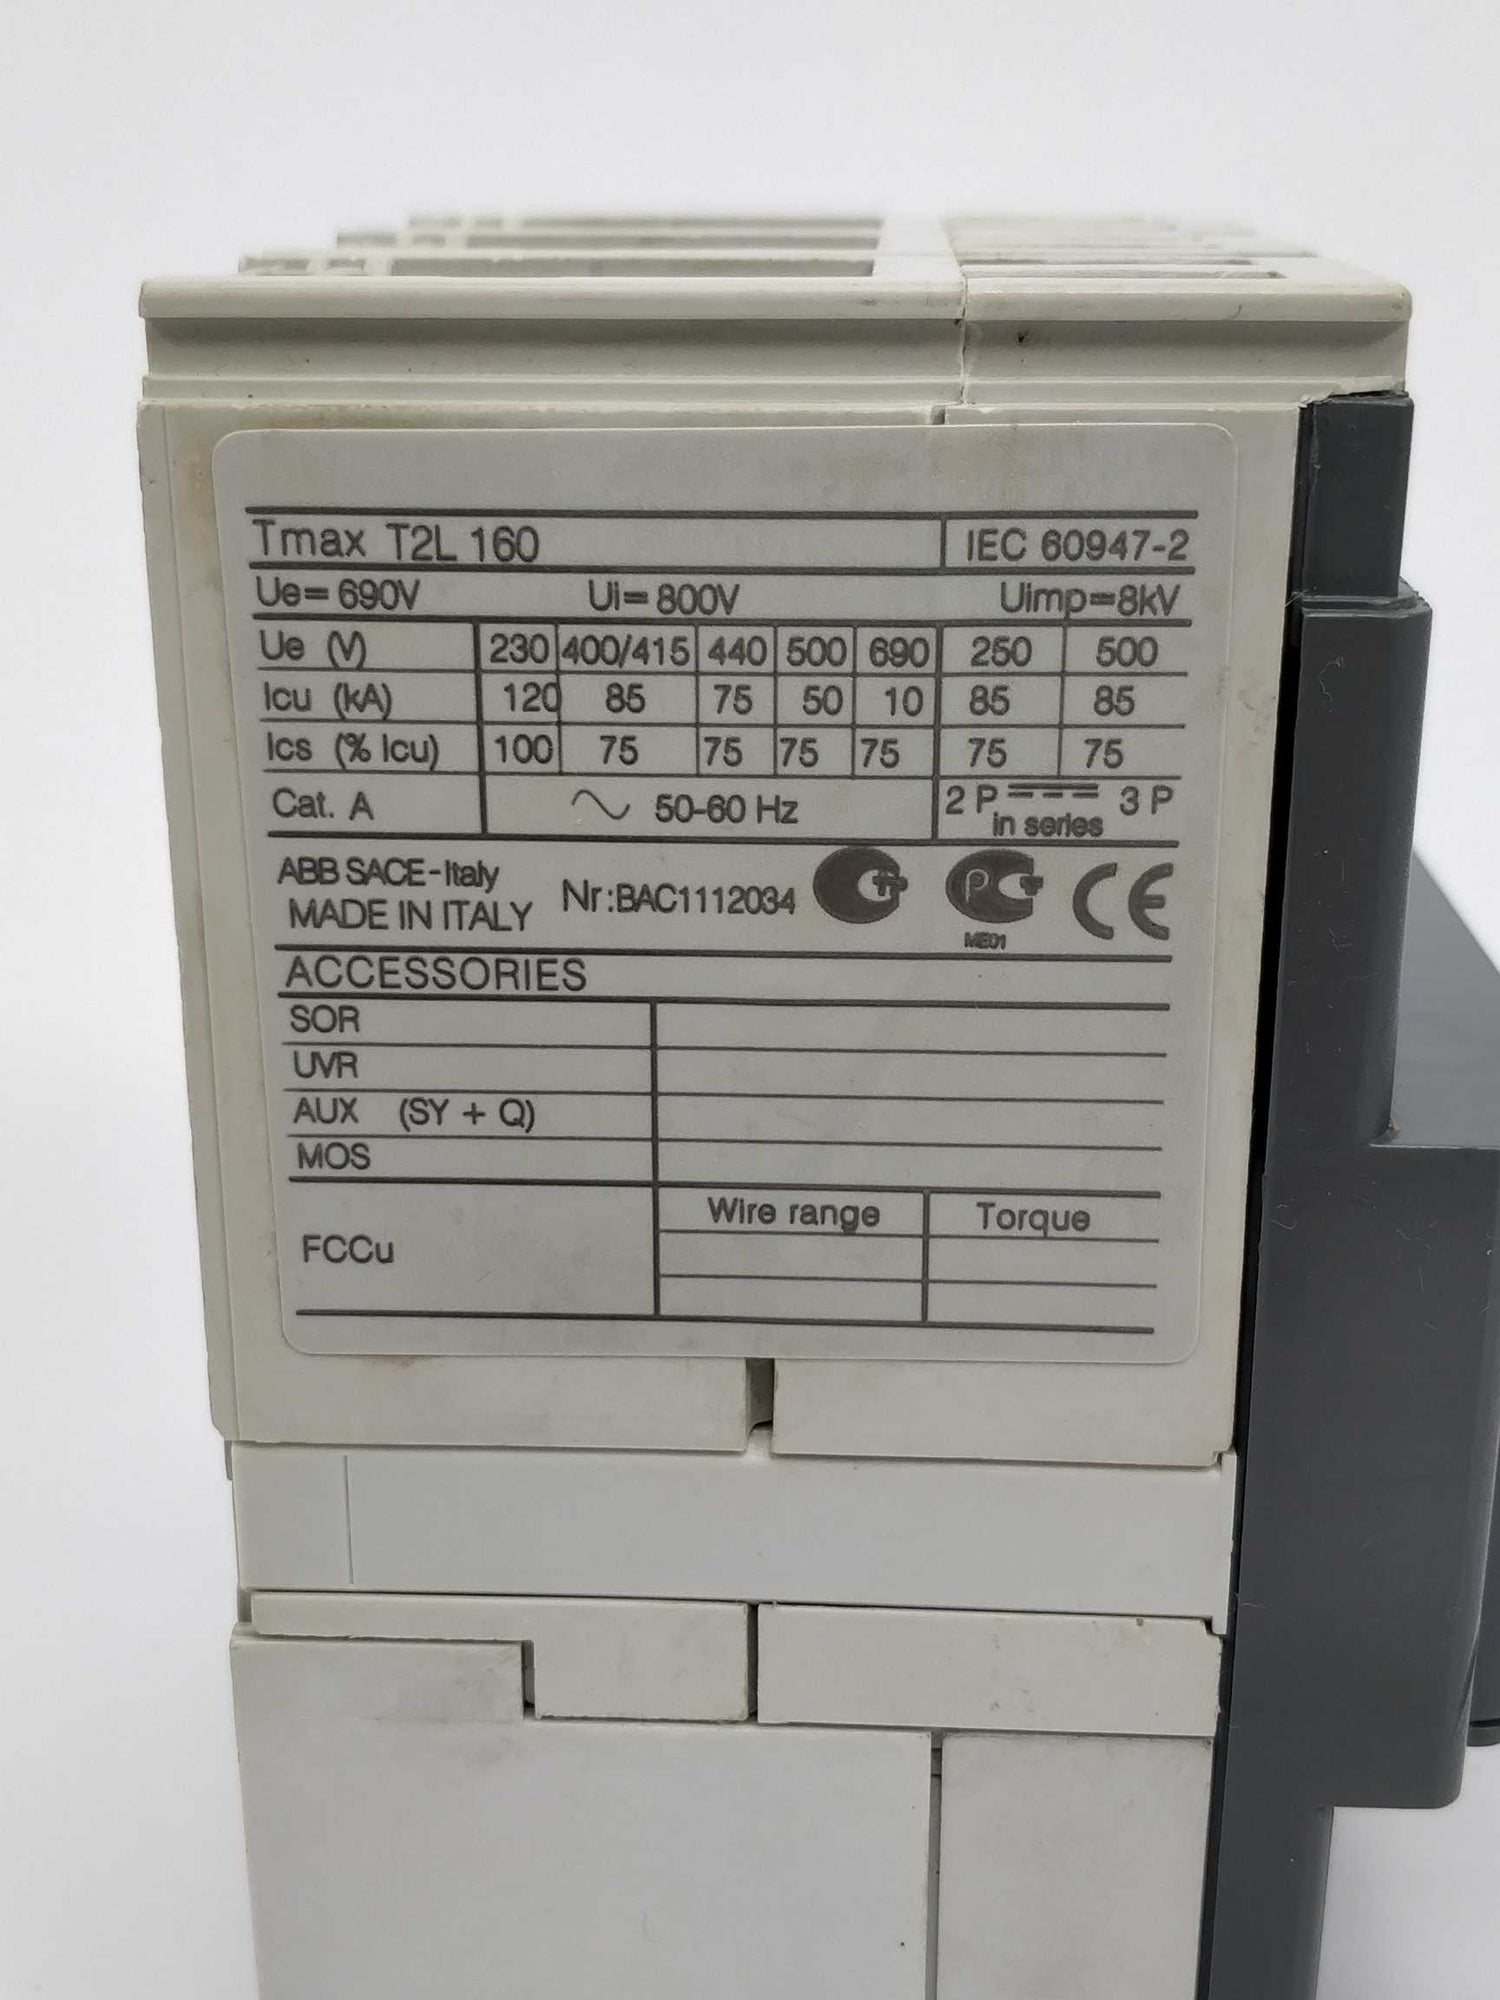 Tmax T2L 160 IEC 60947-2
Ue= 690V Ui= 800V Uimp=8kV
Ue (V) 230 400/415 440 500 690 250 500
Icu (kA) 120 85 75 50 10 85 85
Ics (% Icu) 100 75 75 75 75 75 75
Cat. A ~ 50-60 Hz 2 P 3 P
in series
ABB SACE-Italy
MADE IN ITALY Nr:BAC1112034 CE
ME01
ACCESSORIES
SOR
UVR
AUX (SY + Q)
MOS
Wire range Torque
FCCu